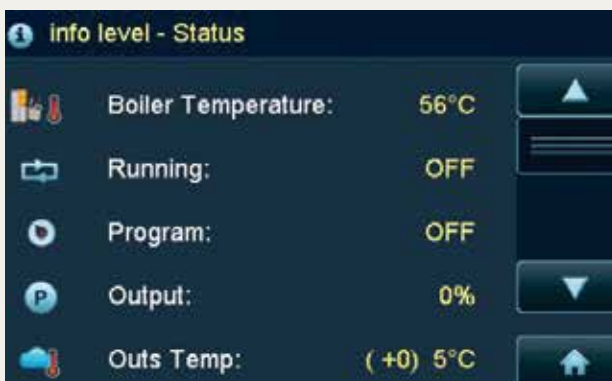 info level - Status
Boiler Temperature: 56°C
Running: OFF
Program: OFF
P Output: 0%
Outs Temp: ( +0) 5°C